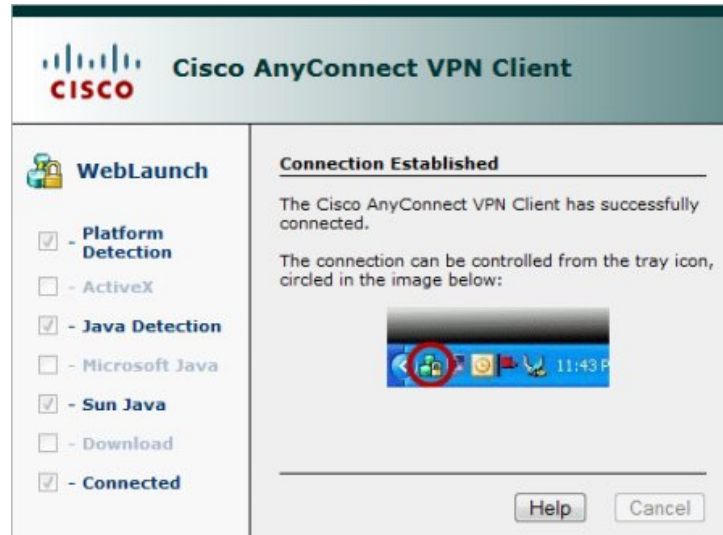 CISCO
Cisco AnyConnect VPN Client
WebLaunch
- Platform
Detection
- ActiveX
- Java Detection
- Microsoft Java
- Sun Java
- Download
- Connected
Connection Established
The Cisco AnyConnect VPN Client has successfully
connected.
The connection can be controlled from the tray icon,
circled in the image below:
11:43 P
Help
Cancel